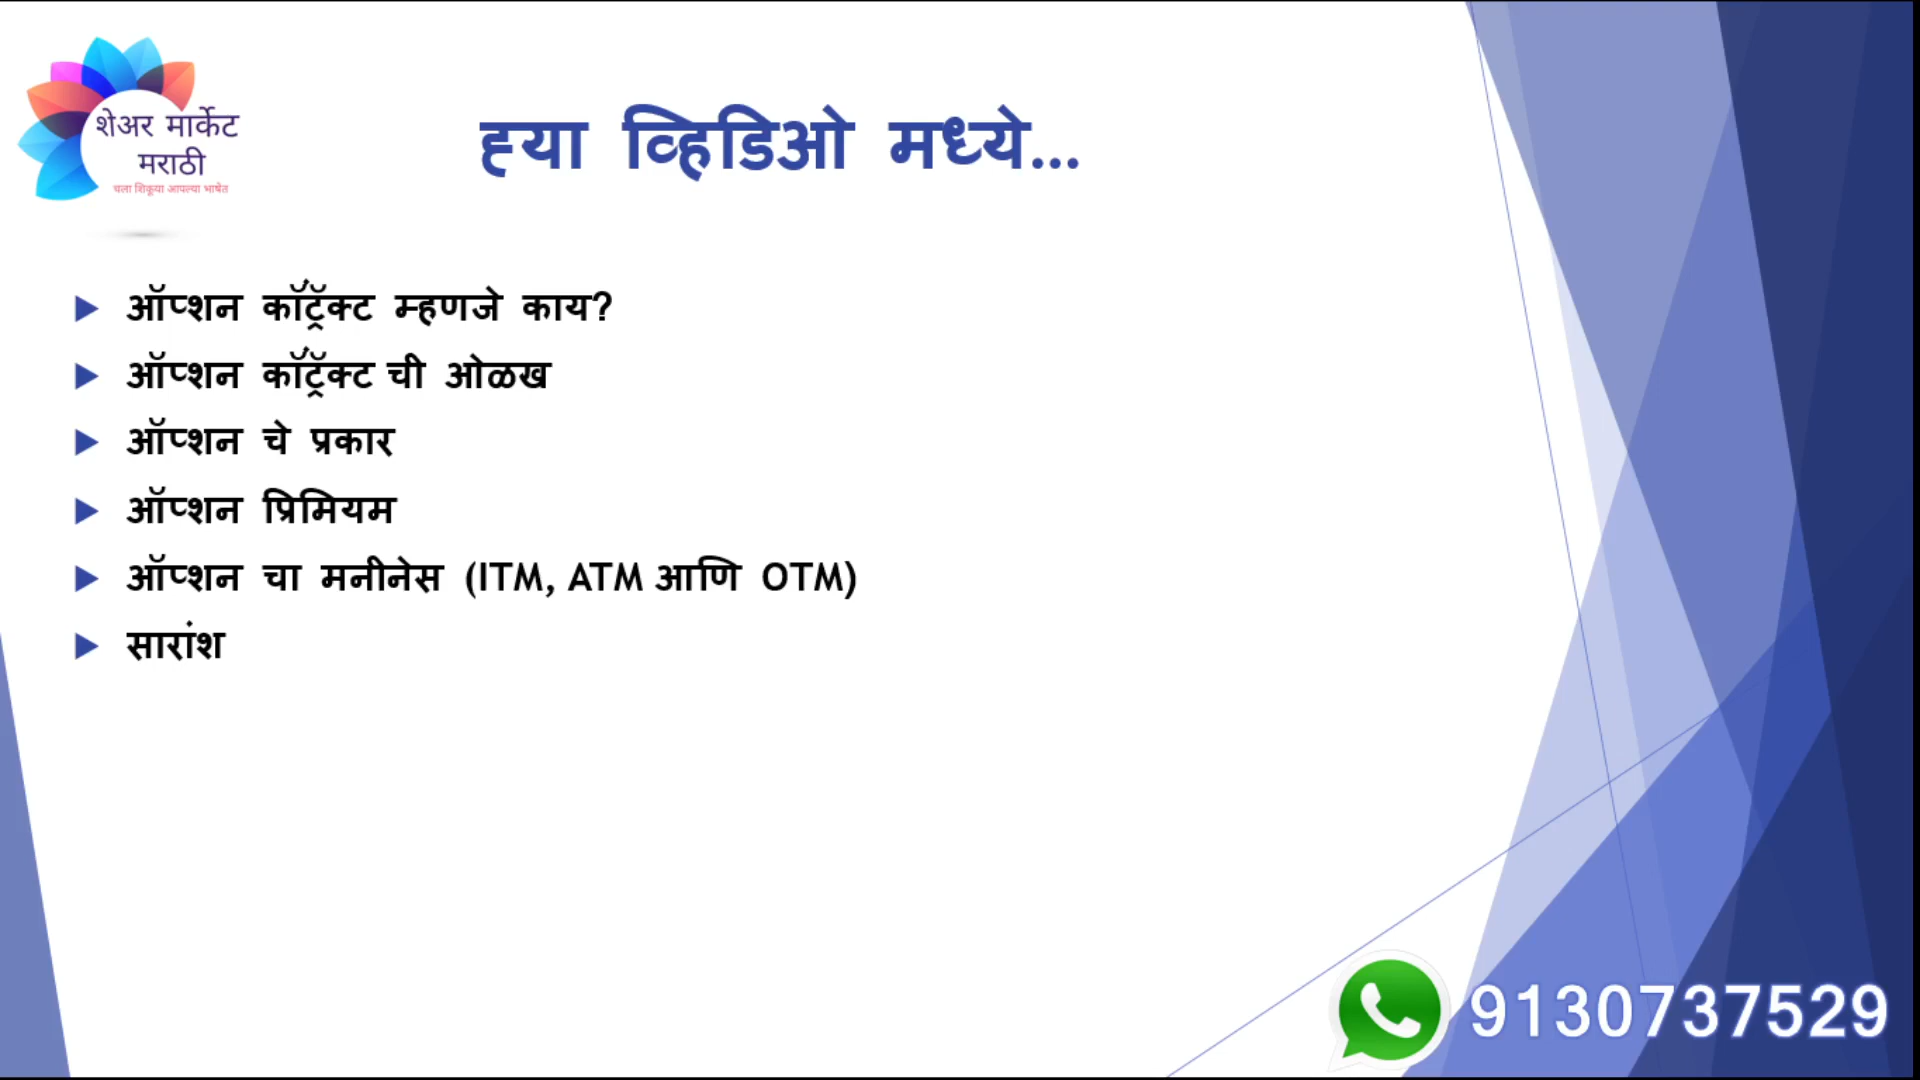 शेअर मार्केट
मराठी
चला शिकूया आपल्या भाषेत
ह्या व्हिडिओ मध्ये...
ऑप्शन कॉंट्रॅक्ट म्हणजे काय?
ऑप्शन कॉंट्रॅक्ट ची ओळख
ऑप्शन चे प्रकार
ऑप्शन प्रिमियम
ऑप्शन चा मनीनेस (ITM, ATM आणि OTM)
सारांश
9130737529